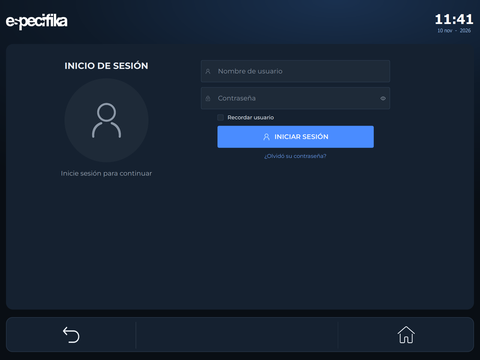 especifika
11:41
10 nov - 2026
INICIO DE SESIÓN
Inicie sesión para continuar
Nombre de usuario
Contraseña
Recordar usuario
INICIAR SESIÓN
¿Olvidó su contraseña?